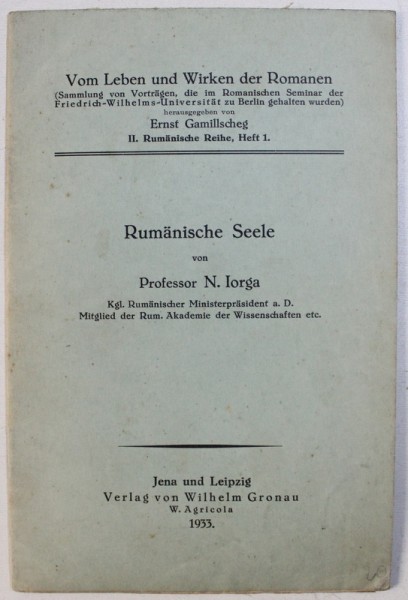 Vom Leben und Wirken der Romanen
(Sammlung von Vorträgen, die im Romanischen Seminar der
Friedrich-Wilhelms-Universität zu Berlin gehalten wurden)
herausgegeben von
Ernst Gamillscheg
II. Rumänische Reihe, Heft 1.
Rumänische Seele
von
Professor N. Iorga
Kgl. Rumänischer Ministerpräsident a. D.
Mitglied der Rum. Akademie der Wissenschaften etc.
Jena und Leipzig
Verlag von Wilhelm Gronau
W. Agricola
1933.